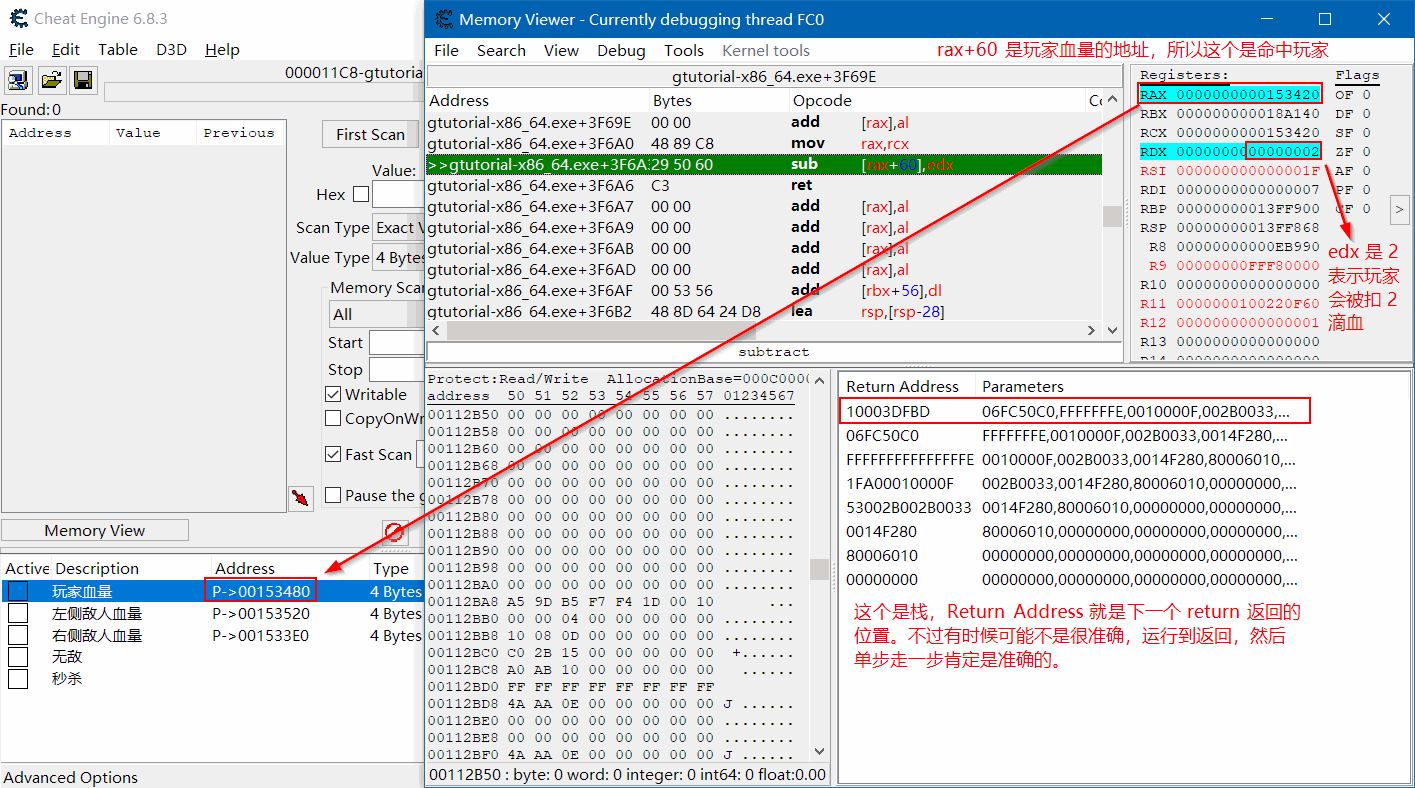 Cheat Engine 6.8.3
File Edit Table D3D Help
000011C8-gtutoria
Found:0
Address Value Previous
First Scan
Value:
Hex
Scan Type Exact V
Value Type 4 Bytes
Memory Scan
All
Start
Stop
Writable
CopyOnWr
Fast Scan
Pause the g
Memory View
Active Description Address Type
玩家血量 P->00153480 4 Bytes
左侧敌人血量 P->00153520 4 Bytes
右侧敌人血量 P->001533E0 4 Bytes
无敌
秒杀
Advanced Options
Memory Viewer - Currently debugging thread FC0
File Search View Debug Tools Kernel tools
rax+60 是玩家血量的地址，所以这个是命中玩家
gtutorial-x86_64.exe+3F69E
Address Bytes Opcode
gtutorial-x86_64.exe+3F69E 00 00 add [rax],al
gtutorial-x86_64.exe+3F6A0 48 89 C8 mov rax,rcx
>>gtutorial-x86_64.exe+3F6A: 29 50 60 sub [rax+60],edx
gtutorial-x86_64.exe+3F6A6 C3 ret
gtutorial-x86_64.exe+3F6A7 00 00 add [rax],al
gtutorial-x86_64.exe+3F6A9 00 00 add [rax],al
gtutorial-x86_64.exe+3F6AB 00 00 add [rax],al
gtutorial-x86_64.exe+3F6AD 00 00 add [rax],al
gtutorial-x86_64.exe+3F6AF 00 53 56 add [rbx+56],dl
gtutorial-x86_64.exe+3F6B2 48 8D 64 24 D8 lea rsp,[rsp-28]
subtract
Registers: Flags
RAX 0000000000153420 OF 0
RBX 000000000018A140 DF 0
RCX 0000000000153420 SF 0
RDX 0000000000000002 ZF 0
RSI 000000000000001F AF 0
RDI 0000000000000007 PF 0
RBP 00000000013FF900 CF 0
RSP 00000000013FF868
R8 00000000000EB990
R9 00000000FFF80000
R10 0000000000000000
R11 0000000100220F60
R12 0000000000000001
R13 0000000000000000
>
edx 是 2
表示玩家
会被扣 2
滴血
Protect:Read/Write AllocationBase=000C0000
address 50 51 52 53 54 55 56 57 01234567
00112B50 00 00 00 00 00 00 00 00 ........
00112B58 00 00 00 00 00 00 00 00 ........
00112B60 00 00 00 00 00 00 00 00 ........
00112B68 00 00 00 00 00 00 00 00 ........
00112B70 00 00 00 00 00 00 00 00 ........
00112B78 00 00 00 00 00 00 00 00 ........
00112B80 00 00 00 00 00 00 00 00 ........
00112B88 00 00 00 00 00 00 00 00 ........
00112B90 00 00 00 00 00 00 00 00 ........
00112B98 00 00 00 00 00 00 00 00 ........
00112BA0 00 00 00 00 00 00 00 00 ........
00112BA8 A5 9D B5 F7 F4 1D 00 10 ........
00112BB0 00 00 04 00 00 00 00 00 ........
00112BB8 10 08 0D 00 00 00 00 00 ........
00112BC0 C0 2B 15 00 00 00 00 00 .+......
00112BC8 A0 AB 10 00 00 00 00 00 ......
00112BD0 FF FF FF FF FF FF FF FF
00112BD8 4A AA 0E 00 00 00 00 00 J ......
00112BE0 00 00 00 00 00 00 00 00 ........
00112BE8 00 00 00 00 00 00 00 00 ........
00112BF0 4A AA 0E 00 00 00 00 00 J ......
00112B50 : byte: 0 word: 0 integer: 0 int64: 0 float:0.00
Return Address Parameters
10003DFBD 06FC50C0,FFFFFFFE,0010000F,002B0033,...
06FC50C0 FFFFFFFE,0010000F,002B0033,0014F280,...
FFFFFFFFFFFFFFFE 0010000F,002B0033,0014F280,80006010,...
1FA00010000F 002B0033,0014F280,80006010,00000000,...
53002B002B0033 0014F280,80006010,00000000,00000000,...
0014F280 80006010,00000000,00000000,00000000,...
80006010 00000000,00000000,00000000,00000000,...
00000000 00000000,00000000,00000000,00000000,...
这个是栈，Return Address 就是下一个 return 返回的
位置。不过有时候可能不是很准确，运行到返回，然后
单步走一步肯定是准确的。